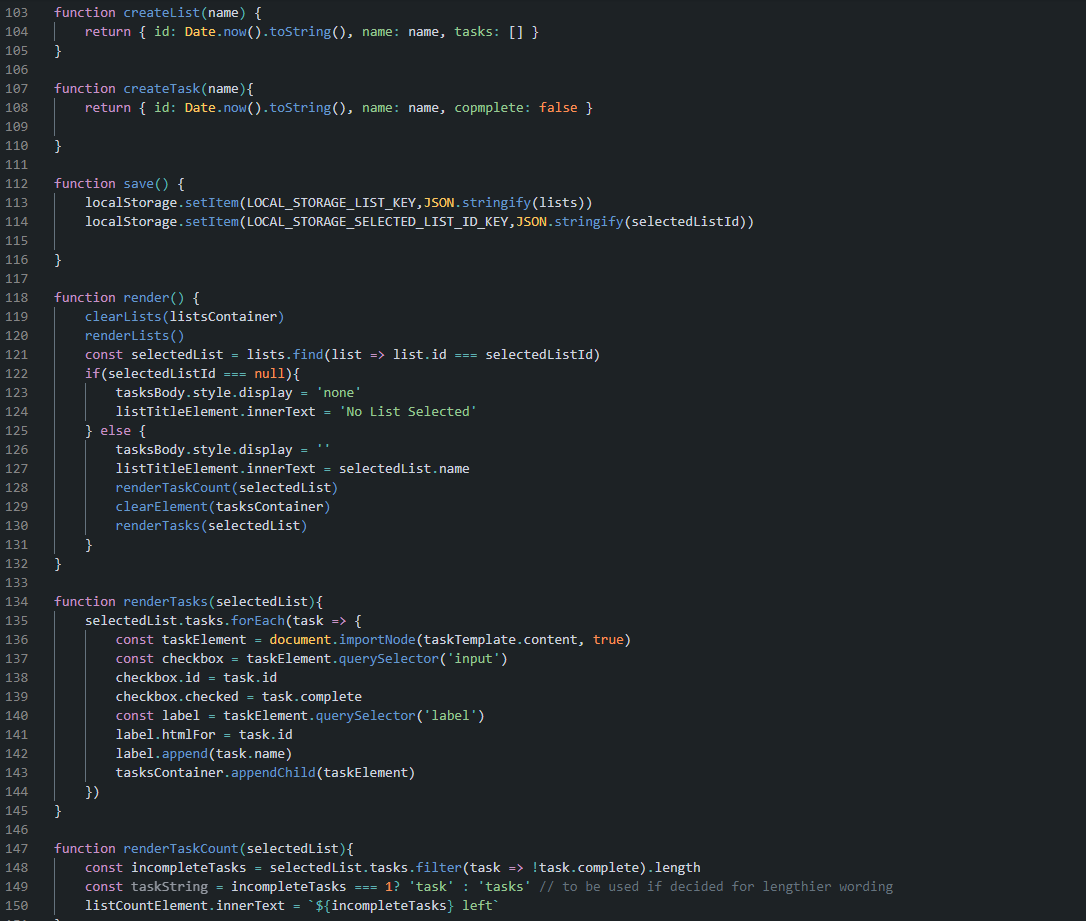 103 function createList(name) {
104     return { id: Date.now().toString(), name: name, tasks: [] }
105 }
106
107 function createTask(name){
108     return { id: Date.now().toString(), name: name, copmplete: false }
109
110 }
111
112 function save() {
113     localStorage.setItem(LOCAL_STORAGE_LIST_KEY,JSON.stringify(lists))
114     localStorage.setItem(LOCAL_STORAGE_SELECTED_LIST_ID_KEY,JSON.stringify(selectedListId))
115
116 }
117
118 function render() {
119     clearLists(listsContainer)
120     renderLists()
121     const selectedList = lists.find(list => list.id === selectedListId)
122     if(selectedListId === null){
123         tasksBody.style.display = 'none'
124         listTitleElement.innerText = 'No List Selected'
125     } else {
126         tasksBody.style.display = ''
127         listTitleElement.innerText = selectedList.name
128         renderTaskCount(selectedList)
129         clearElement(tasksContainer)
130         renderTasks(selectedList)
131     }
132 }
133
134 function renderTasks(selectedList){
135     selectedList.tasks.forEach(task => {
136         const taskElement = document.importNode(taskTemplate.content, true)
137         const checkbox = taskElement.querySelector('input')
138         checkbox.id = task.id
139         checkbox.checked = task.complete
140         const label = taskElement.querySelector('label')
141         label.htmlFor = task.id
142         label.append(task.name)
143         tasksContainer.appendChild(taskElement)
144     })
145 }
146
147 function renderTaskCount(selectedList){
148     const incompleteTasks = selectedList.tasks.filter(task => !task.complete).length
149     const taskString = incompleteTasks === 1? 'task' : 'tasks' // to be used if decided for lengthier wording
150     listCountElement.innerText = `${incompleteTasks} left`